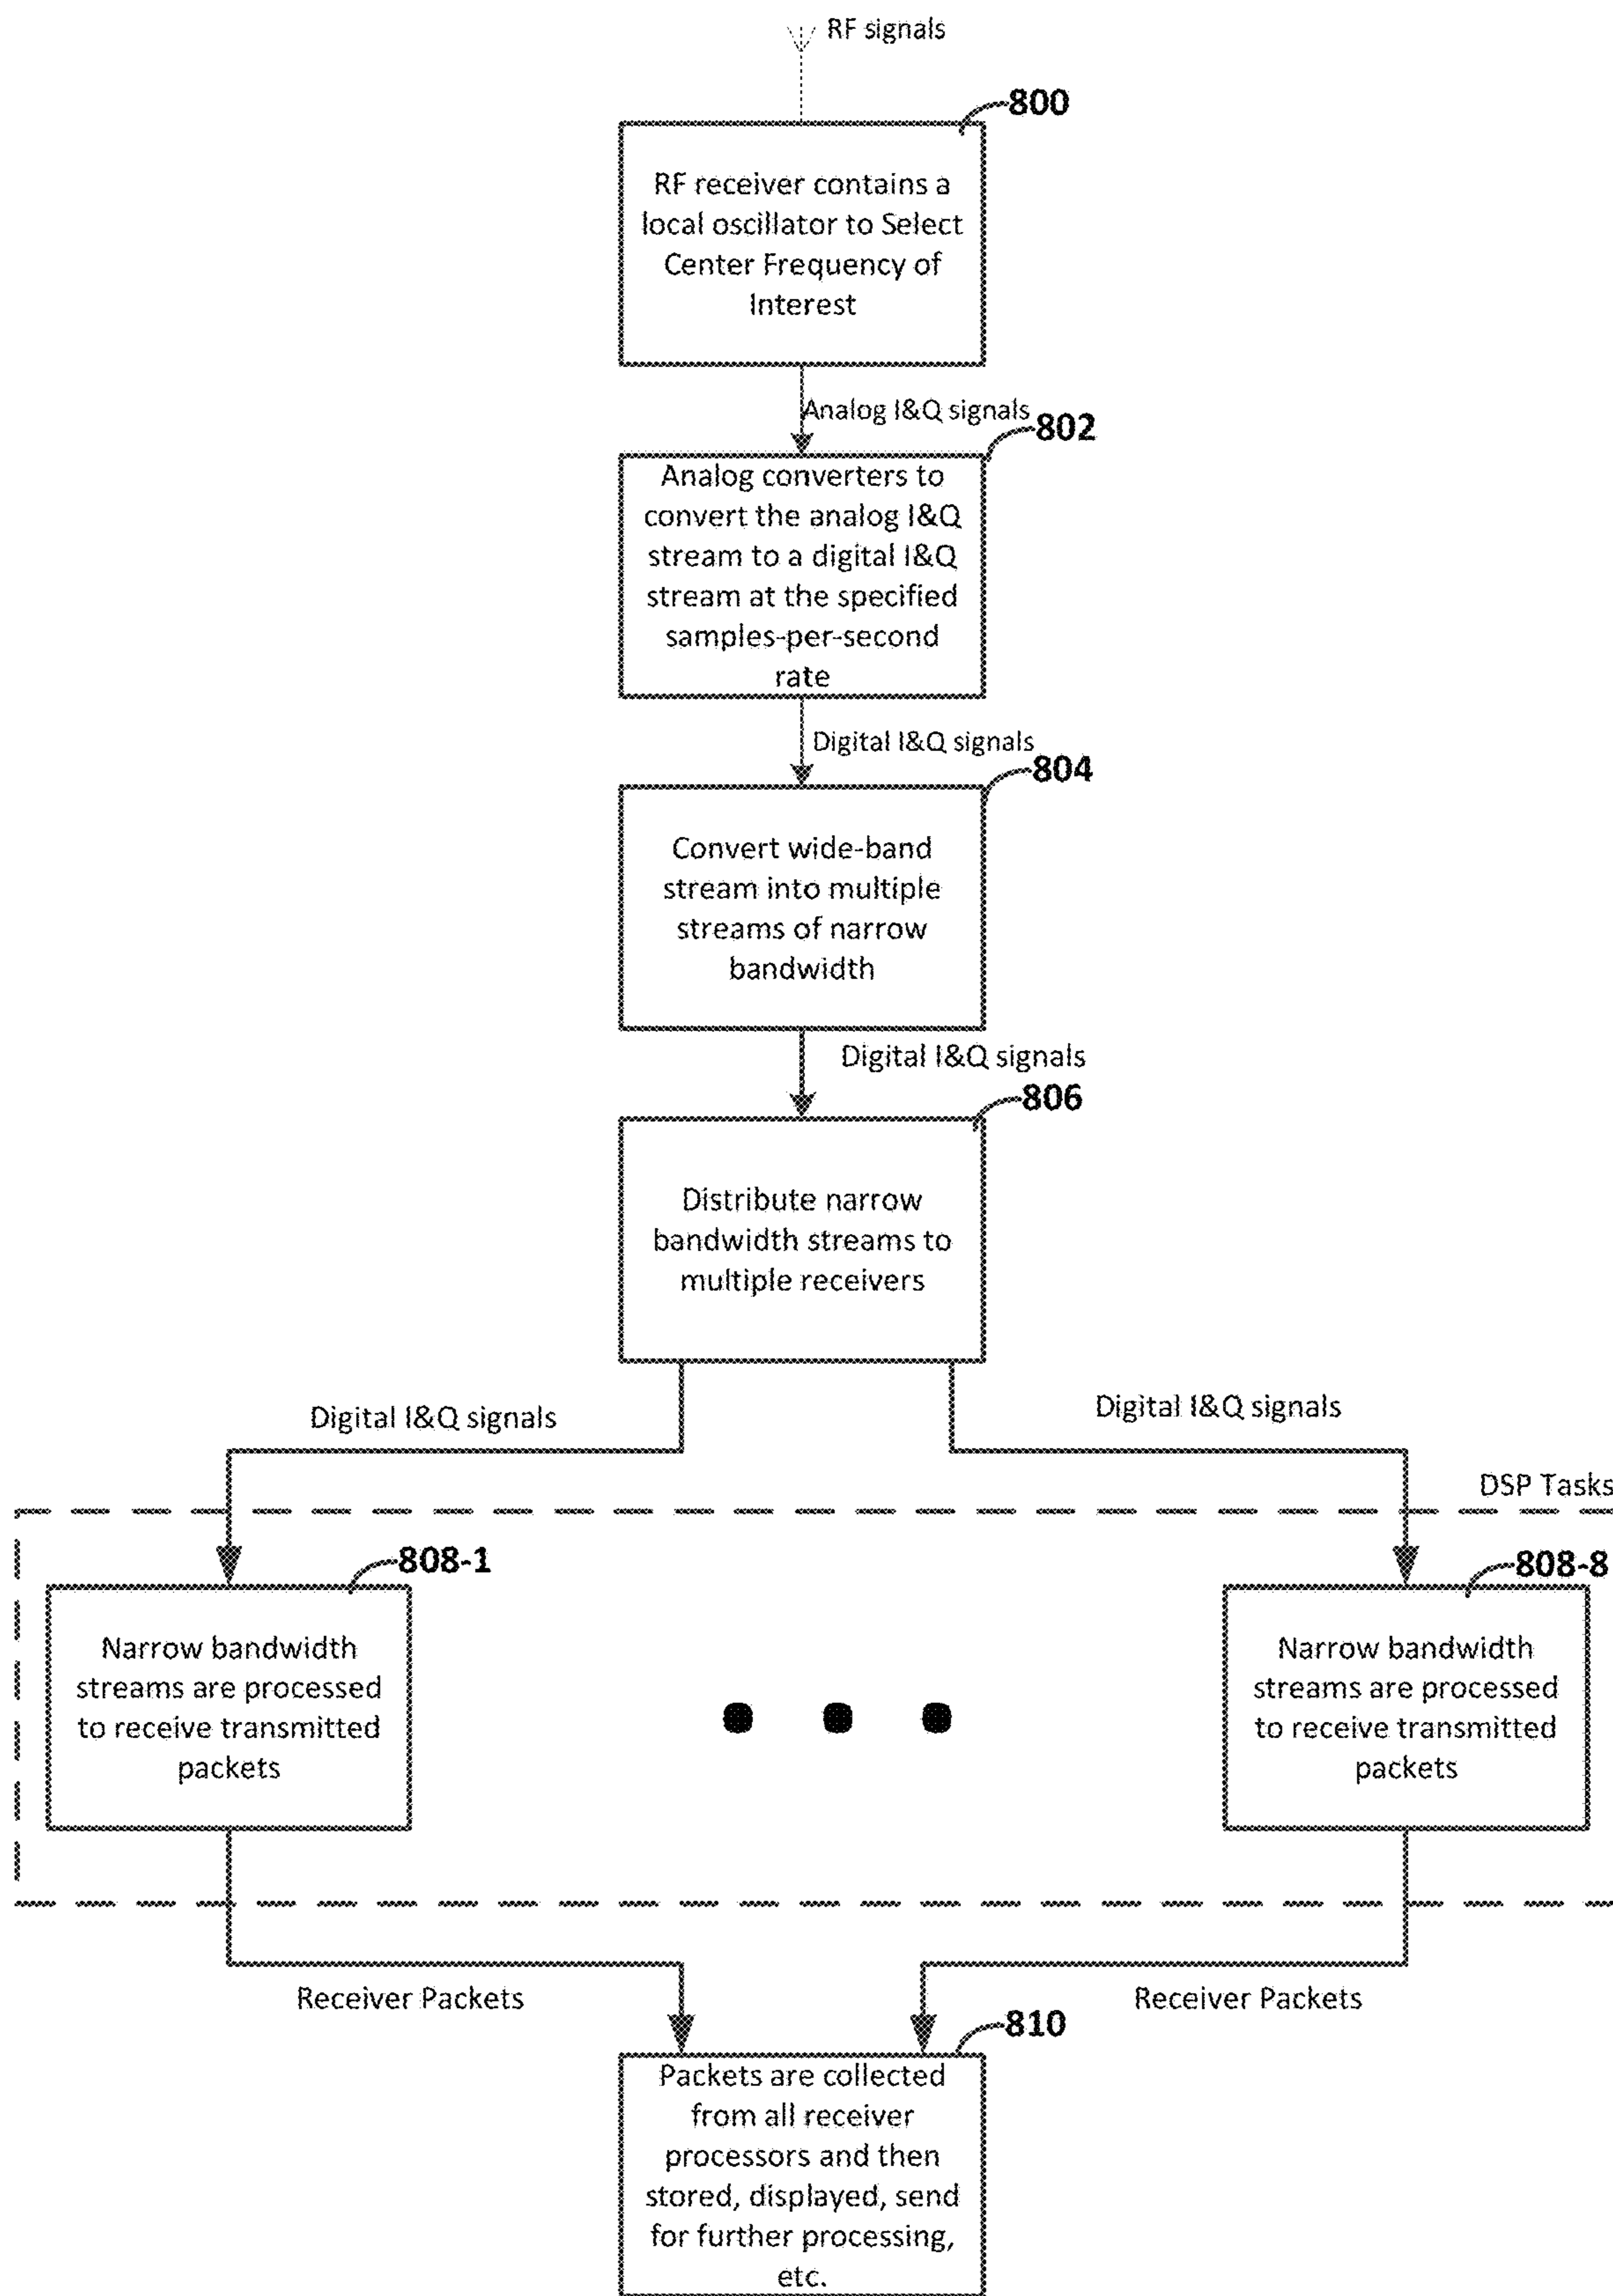 RF signals
800
RF receiver contains a
local oscillator to Select
Center Frequency of
Interest
Analog I&Q signals
802
Analog converters to
convert the analog I&Q
stream to a digital I&Q
stream at the specified
samples-per-second
rate
Digital I&Q signals
804
Convert wide-band
stream into multiple
streams of narrow
bandwidth
Digital I&Q signals
806
Distribute narrow
bandwidth streams to
multiple receivers
Digital I&Q signals
Digital I&Q signals
DSP Tasks
808-1
Narrow bandwidth
streams are processed
to receive transmitted
packets
808-8
Narrow bandwidth
streams are processed
to receive transmitted
packets
Receiver Packets
Receiver Packets
810
Packets are collected
from all receiver
processors and then
stored, displayed, send
for further processing,
etc.